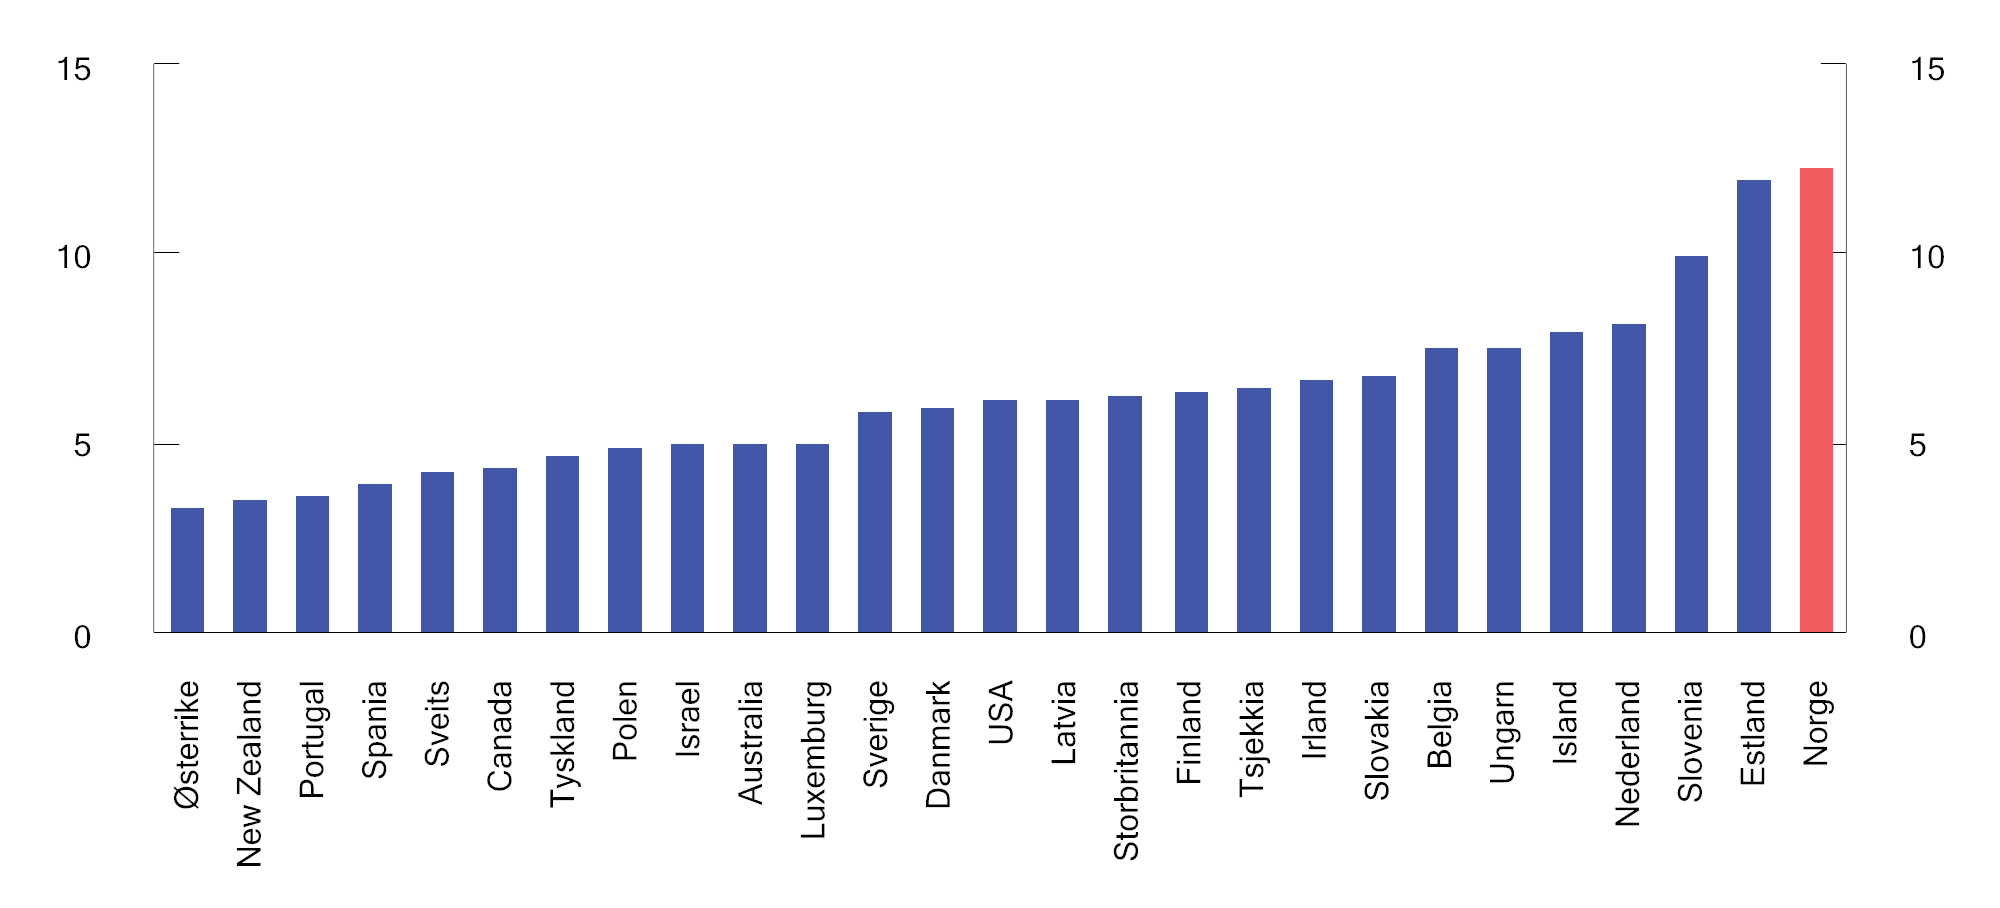 15
15
10
10
5
5
0
0
Østerrike
New Zealand
Portugal
Spania
Sveits
Canada
Tyskland
Polen
Israel
Australia
Luxemburg
Sverige
Danmark
USA
Latvia
Storbritannia
Finland
Tsjekkia
Irland
Slovakia
Belgia
Ungarn
Island
Nederland
Slovenia
Estland
Norge